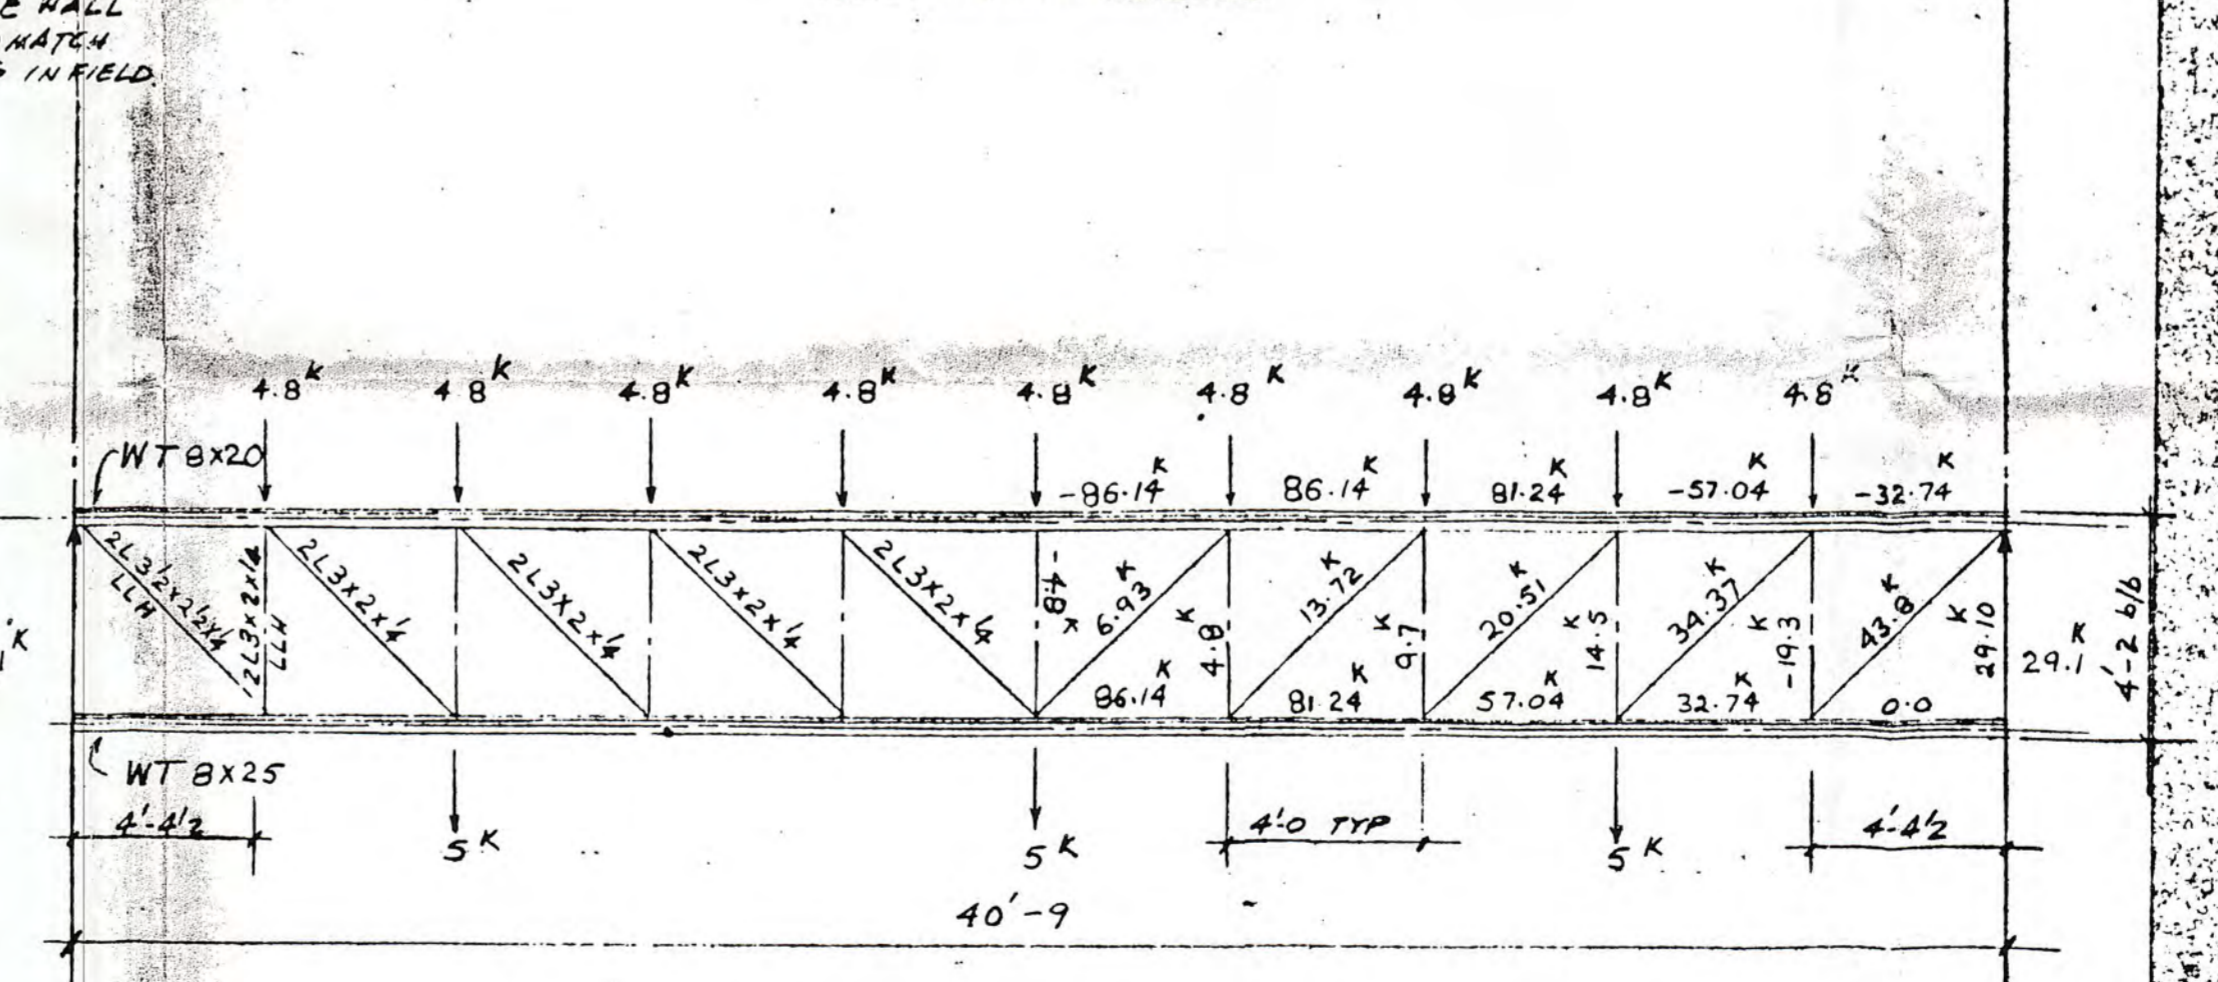 E WALL
MATCH
IN FIELD.
4.8K 4.8K 4.8K 4.8K 4.8K 4.8K 4.8K 4.8K 4.8K
WT 8x20
-86.14K 86.14K 81.24K -57.04K -32.74K
2L3½x2½x¼
LLH
2L3x2x¼
LLH
2L3x2x¼
2L3x2x¼
2L3x2x¼
2L3x2x¼
-4.8K
6.93K
4.8K
13.72K
9.7K
20.51K
14.5K
34.37K
-19.3K
43.8K
29.10K
29.1K
4'-2 b/b
86.14K 81.24K 57.04K 32.74K 0.0
WT 8x25
4'-4½
5K
5K
4'-0 TYP
5K
4'-4½
40'-9